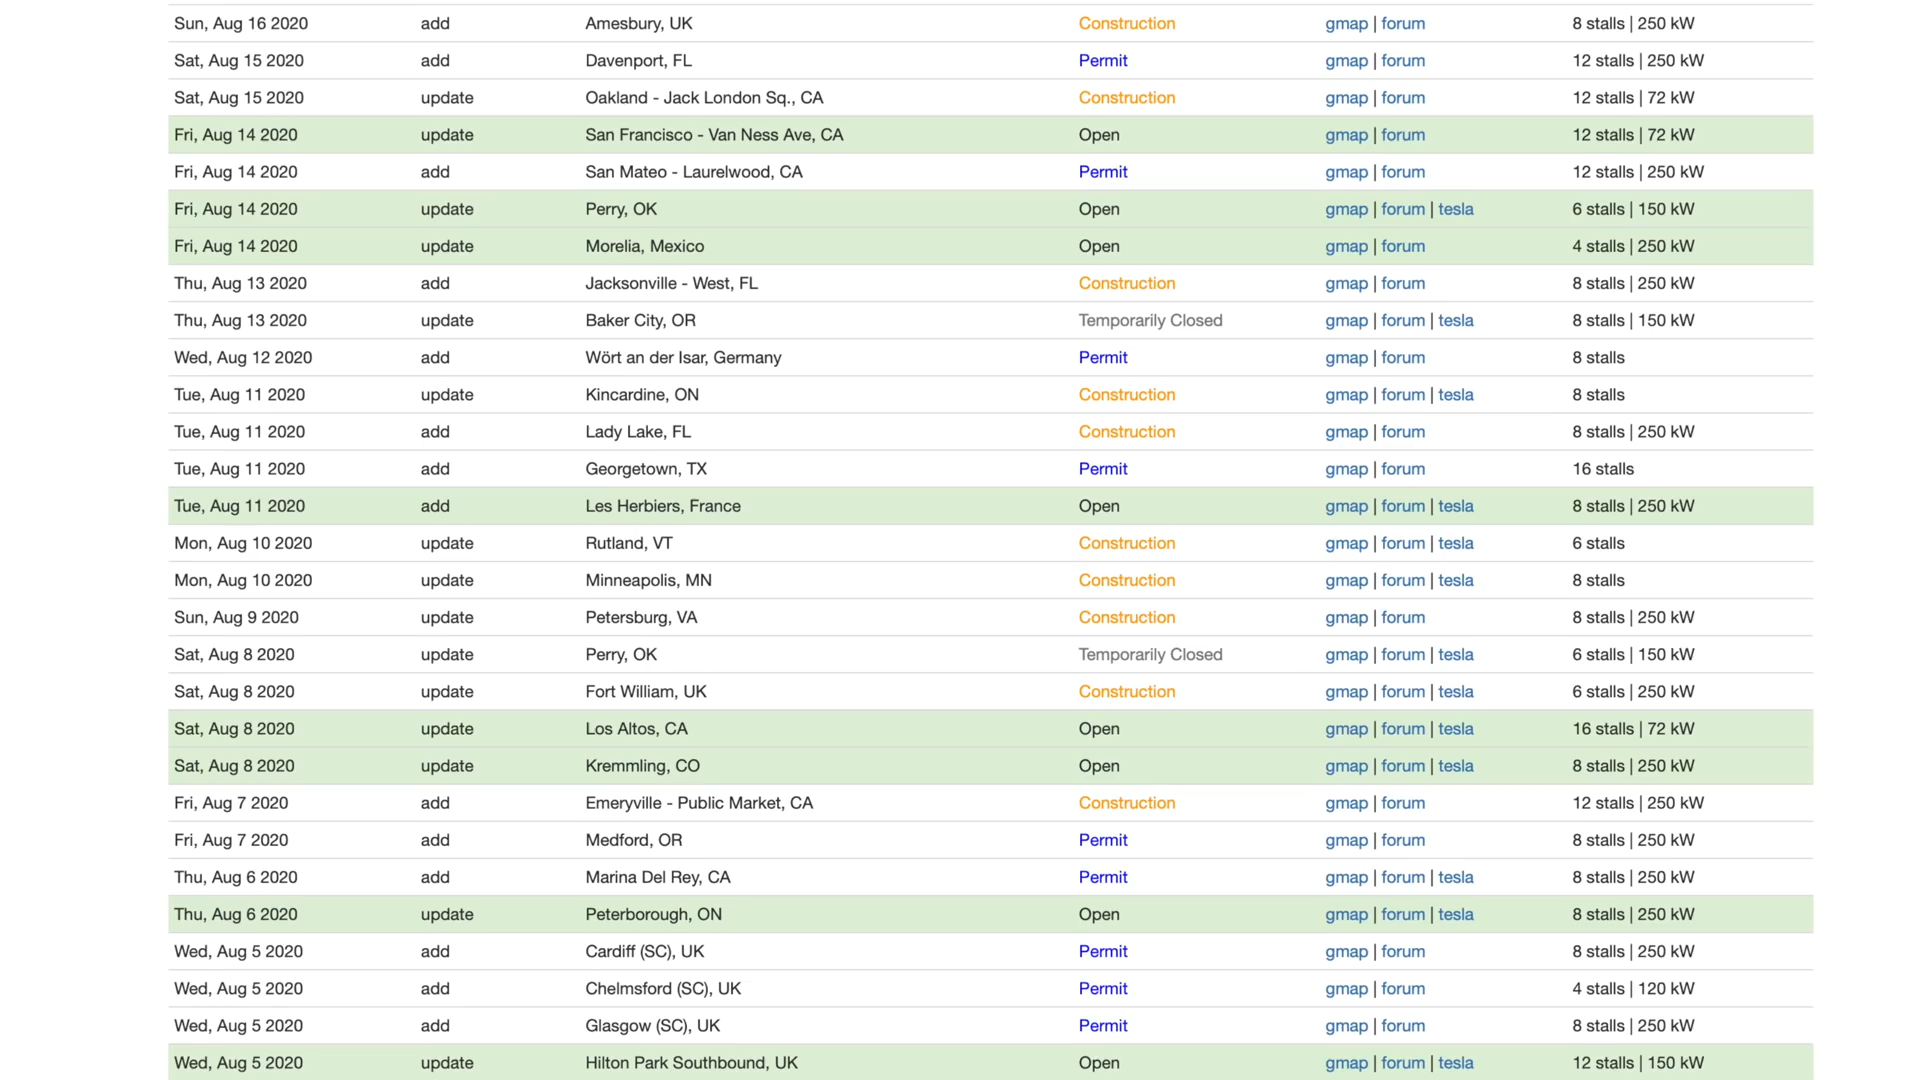 Sun, Aug 16 2020 add Amesbury, UK Construction gmap | forum 8 stalls | 250 kW
Sat, Aug 15 2020 add Davenport, FL Permit gmap | forum 12 stalls | 250 kW
Sat, Aug 15 2020 update Oakland - Jack London Sq., CA Construction gmap | forum 12 stalls | 72 kW
Fri, Aug 14 2020 update San Francisco - Van Ness Ave, CA Open gmap | forum 12 stalls | 72 kW
Fri, Aug 14 2020 add San Mateo - Laurelwood, CA Permit gmap | forum 12 stalls | 250 kW
Fri, Aug 14 2020 update Perry, OK Open gmap | forum | tesla 6 stalls | 150 kW
Fri, Aug 14 2020 update Morelia, Mexico Open gmap | forum 4 stalls | 250 kW
Thu, Aug 13 2020 add Jacksonville - West, FL Construction gmap | forum 8 stalls | 250 kW
Thu, Aug 13 2020 update Baker City, OR Temporarily Closed gmap | forum | tesla 8 stalls | 150 kW
Wed, Aug 12 2020 add Wört an der Isar, Germany Permit gmap | forum 8 stalls
Tue, Aug 11 2020 update Kincardine, ON Construction gmap | forum | tesla 8 stalls
Tue, Aug 11 2020 add Lady Lake, FL Construction gmap | forum 8 stalls | 250 kW
Tue, Aug 11 2020 add Georgetown, TX Permit gmap | forum 16 stalls
Tue, Aug 11 2020 add Les Herbiers, France Open gmap | forum | tesla 8 stalls | 250 kW
Mon, Aug 10 2020 update Rutland, VT Construction gmap | forum | tesla 6 stalls
Mon, Aug 10 2020 update Minneapolis, MN Construction gmap | forum | tesla 8 stalls
Sun, Aug 9 2020 update Petersburg, VA Construction gmap | forum 8 stalls | 250 kW
Sat, Aug 8 2020 update Perry, OK Temporarily Closed gmap | forum | tesla 6 stalls | 150 kW
Sat, Aug 8 2020 update Fort William, UK Construction gmap | forum | tesla 6 stalls | 250 kW
Sat, Aug 8 2020 update Los Altos, CA Open gmap | forum | tesla 16 stalls | 72 kW
Sat, Aug 8 2020 update Kremmling, CO Open gmap | forum | tesla 8 stalls | 250 kW
Fri, Aug 7 2020 add Emeryville - Public Market, CA Construction gmap | forum 12 stalls | 250 kW
Fri, Aug 7 2020 add Medford, OR Permit gmap | forum 8 stalls | 250 kW
Thu, Aug 6 2020 add Marina Del Rey, CA Permit gmap | forum | tesla 8 stalls | 250 kW
Thu, Aug 6 2020 update Peterborough, ON Open gmap | forum | tesla 8 stalls | 250 kW
Wed, Aug 5 2020 add Cardiff (SC), UK Permit gmap | forum 8 stalls | 250 kW
Wed, Aug 5 2020 add Chelmsford (SC), UK Permit gmap | forum 4 stalls | 120 kW
Wed, Aug 5 2020 add Glasgow (SC), UK Permit gmap | forum 8 stalls | 250 kW
Wed, Aug 5 2020 update Hilton Park Southbound, UK Open gmap | forum | tesla 12 stalls | 150 kW